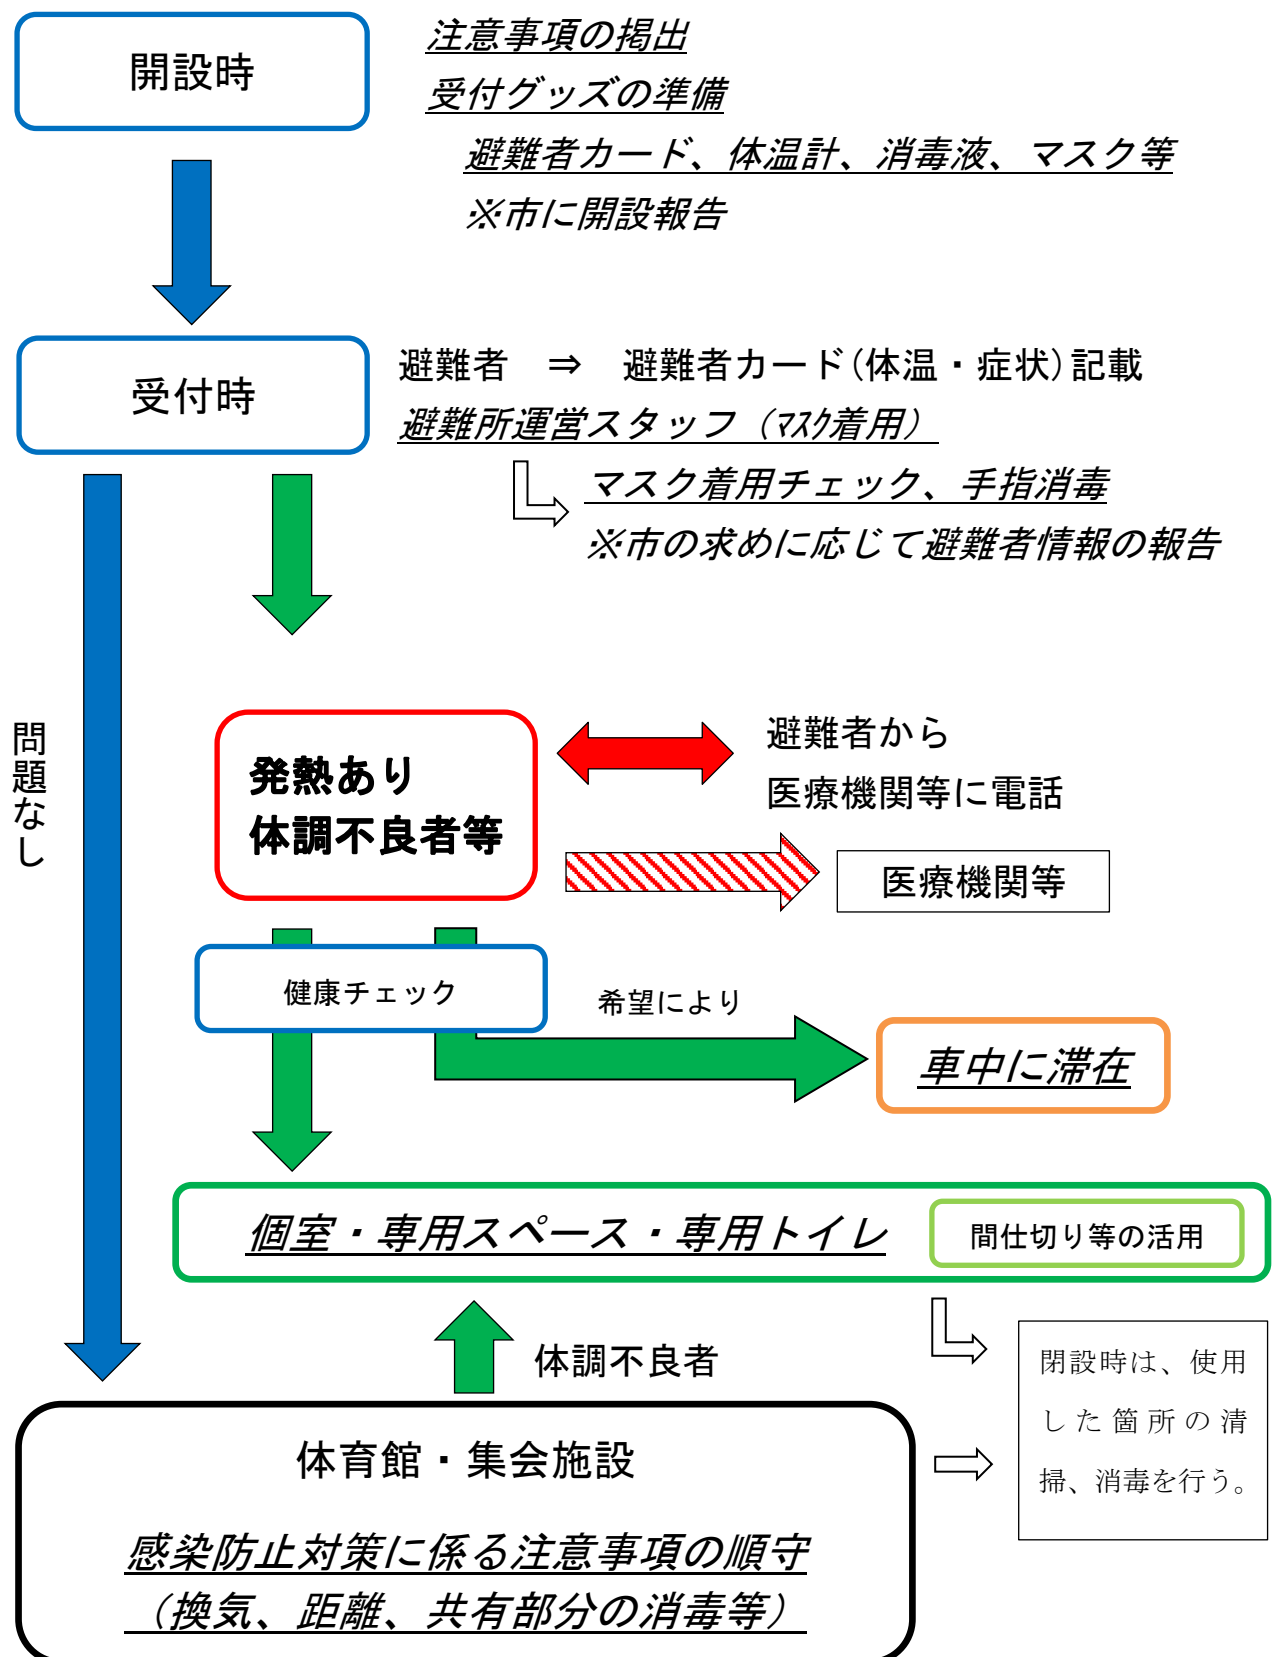 開設時
注意事項の掲出
受付グッズの準備
避難者カード、体温計、消毒液、マスク等
※市に開設報告
受付時
避難者　⇒　避難者カード(体温・症状)記載
避難所運営スタッフ（ﾏｽｸ着用）
マスク着用チェック、手指消毒
※市の求めに応じて避難者情報の報告
問題なし
発熱あり
体調不良者等
避難者から
医療機関等に電話
医療機関等
健康チェック
希望により
車中に滞在
個室・専用スペース・専用トイレ
間仕切り等の活用
体調不良者
閉設時は、使用
した箇所の清
掃、消毒を行う。
体育館・集会施設
感染防止対策に係る注意事項の順守
（換気、距離、共有部分の消毒等）